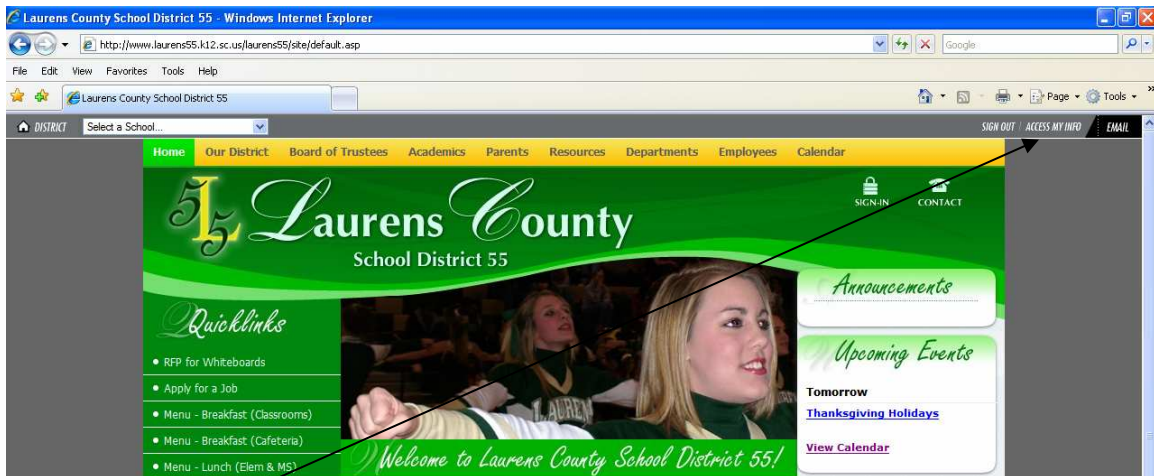 Laurens County School District 55 - Windows Internet Explorer
http://www.laurens55.k12.sc.us/laurens55/site/default.asp
Google
File Edit View Favorites Tools Help
Laurens County School District 55
Page Tools
DISTRICT Select a School... SIGN OUT | ACCESS MY INFO EMAIL
Home Our District Board of Trustees Academics Parents Resources Departments Employees Calendar
55 L
Laurens County
School District 55
SIGN-IN CONTACT
Quicklinks
RFP for Whiteboards
Apply for a Job
Menu - Breakfast (Classrooms)
Menu - Breakfast (Cafeteria)
Menu - Lunch (Elem & MS)
LAUREN
Welcome to Laurens County School District 55!
Announcements
Upcoming Events
Tomorrow
Thanksgiving Holidays
View Calendar